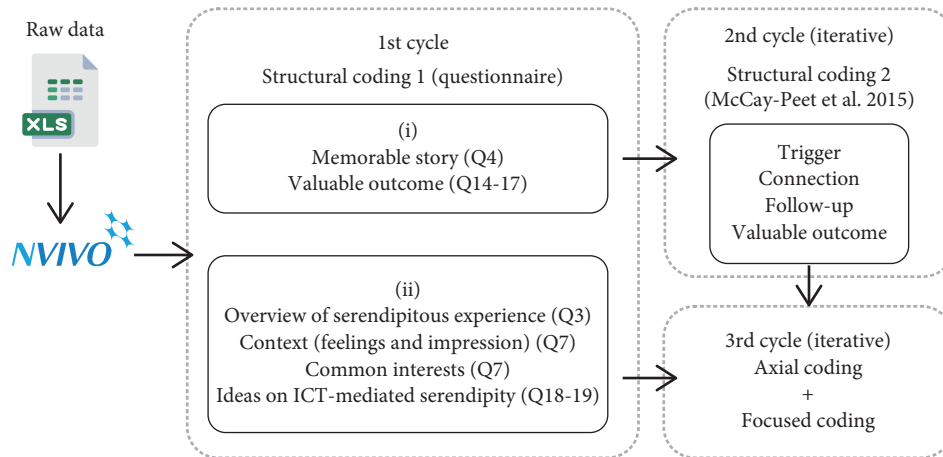 Raw data
XLS
NVIVO
1st cycle
Structural coding 1 (questionnaire)
(i)
Memorable story (Q4)
Valuable outcome (Q14-17)
(ii)
Overview of serendipitous experience (Q3)
Context (feelings and impression) (Q7)
Common interests (Q7)
Ideas on ICT-mediated serendipity (Q18-19)
2nd cycle (iterative)
Structural coding 2
(McCay-Peet et al. 2015)
Trigger
Connection
Follow-up
Valuable outcome
3rd cycle (iterative)
Axial coding
+
Focused coding